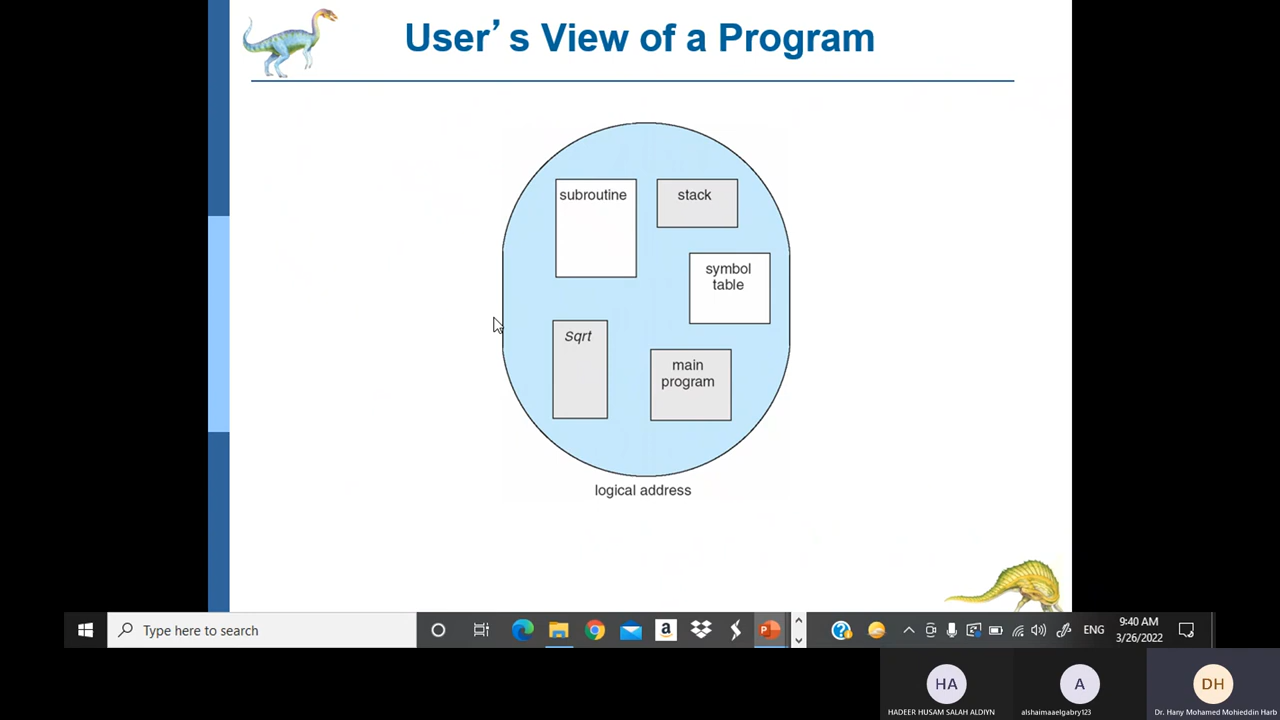 User’s View of a Program
subroutine
stack
symbol
table
Sqrt
main
program
logical address
Type here to search
ENG
9:40 AM
3/26/2022
HA
A
DH
HADEER HUSAM SALAH ALDIYN
alshaimaaelgabry123
Dr. Hany Mohamed Mohieddin Harb